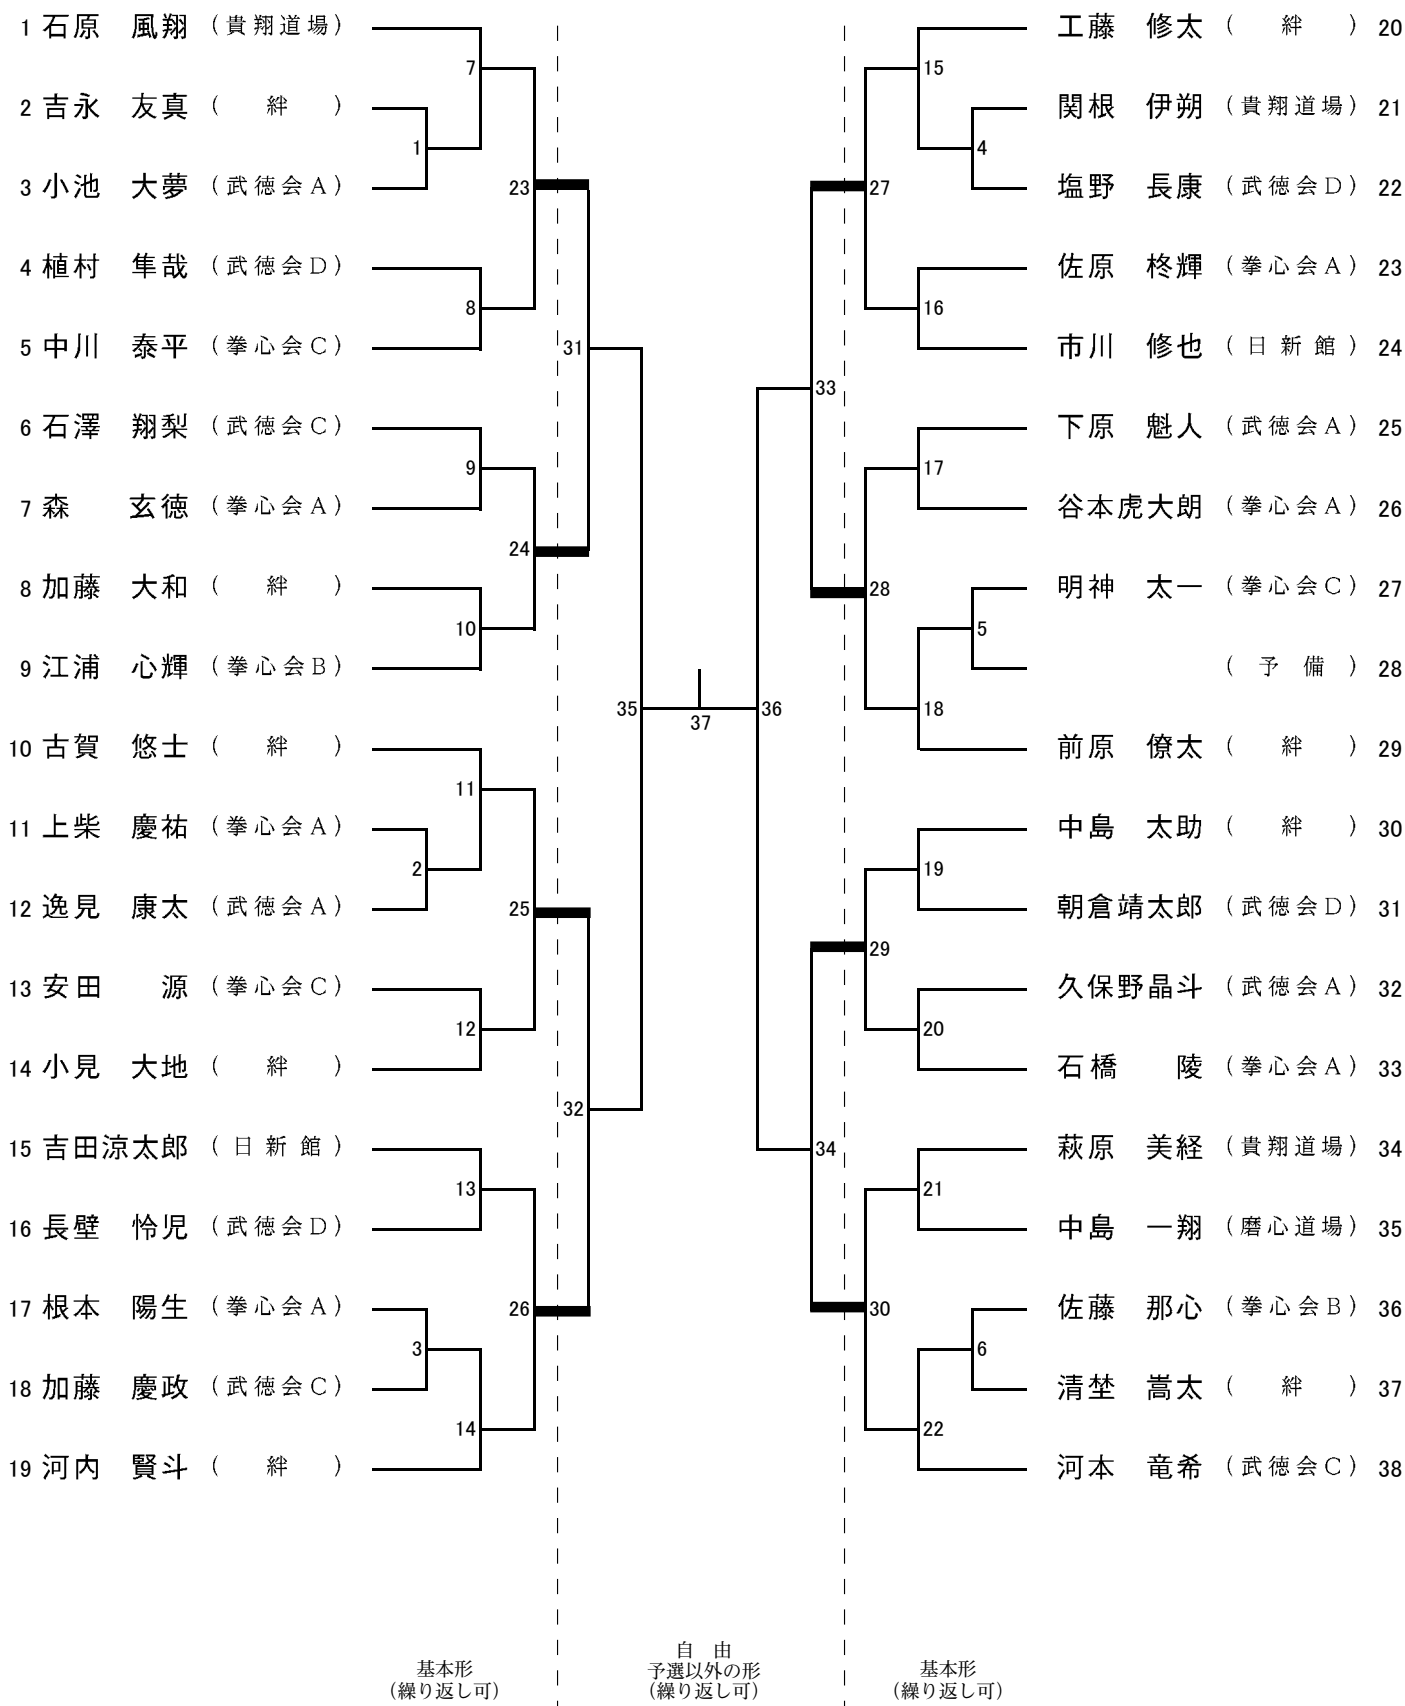 1 石原　風翔 （貴翔道場）
2 吉永　友真 （　絆　）
3 小池　大夢 （武徳会Ａ）
4 植村　隼哉 （武徳会Ｄ）
5 中川　泰平 （拳心会Ｃ）
6 石澤　翔梨 （武徳会Ｃ）
7 森　　玄徳 （拳心会Ａ）
8 加藤　大和 （　絆　）
9 江浦　心輝 （拳心会Ｂ）
10 古賀　悠士 （　絆　）
11 上柴　慶祐 （拳心会Ａ）
12 逸見　康太 （武徳会Ａ）
13 安田　　源 （拳心会Ｃ）
14 小見　大地 （　絆　）
15 吉田涼太郎 （日新館）
16 長壁　怜児 （武徳会Ｄ）
17 根本　陽生 （拳心会Ａ）
18 加藤　慶政 （武徳会Ｃ）
19 河内　賢斗 （　絆　）
1
2
3
7
8
9
10
11
12
13
14
23
24
25
26
31
32
35
37
36
33
34
27
28
29
30
15
16
17
18
19
20
21
22
4
5
6
工藤　修太 （　絆　） 20
関根　伊朔 （貴翔道場） 21
塩野　長康 （武徳会Ｄ） 22
佐原　柊輝 （拳心会Ａ） 23
市川　修也 （日新館） 24
下原　魁人 （武徳会Ａ） 25
谷本虎大朗 （拳心会Ａ） 26
明神　太一 （拳心会Ｃ） 27
（予　備） 28
前原　僚太 （　絆　） 29
中島　太助 （　絆　） 30
朝倉靖太郎 （武徳会Ｄ） 31
久保野晶斗 （武徳会Ａ） 32
石橋　　陵 （拳心会Ａ） 33
萩原　美経 （貴翔道場） 34
中島　一翔 （磨心道場） 35
佐藤　那心 （拳心会Ｂ） 36
清埜　嵩太 （　絆　） 37
河本　竜希 （武徳会Ｃ） 38
基本形
（繰り返し可）
自　由
予選以外の形
（繰り返し可）
基本形
（繰り返し可）